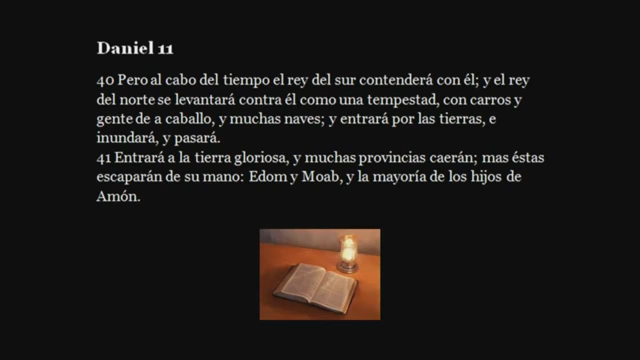 Daniel 11
40 Pero al cabo del tiempo el rey del sur contenderá con él; y el rey
del norte se levantará contra él como una tempestad, con carros y
gente de a caballo, y muchas naves; y entrará por las tierras, e
inundará, y pasará.
41 Entrará a la tierra gloriosa, y muchas provincias caerán; mas éstas
escaparán de su mano: Edom y Moab, y la mayoría de los hijos de
Amón.